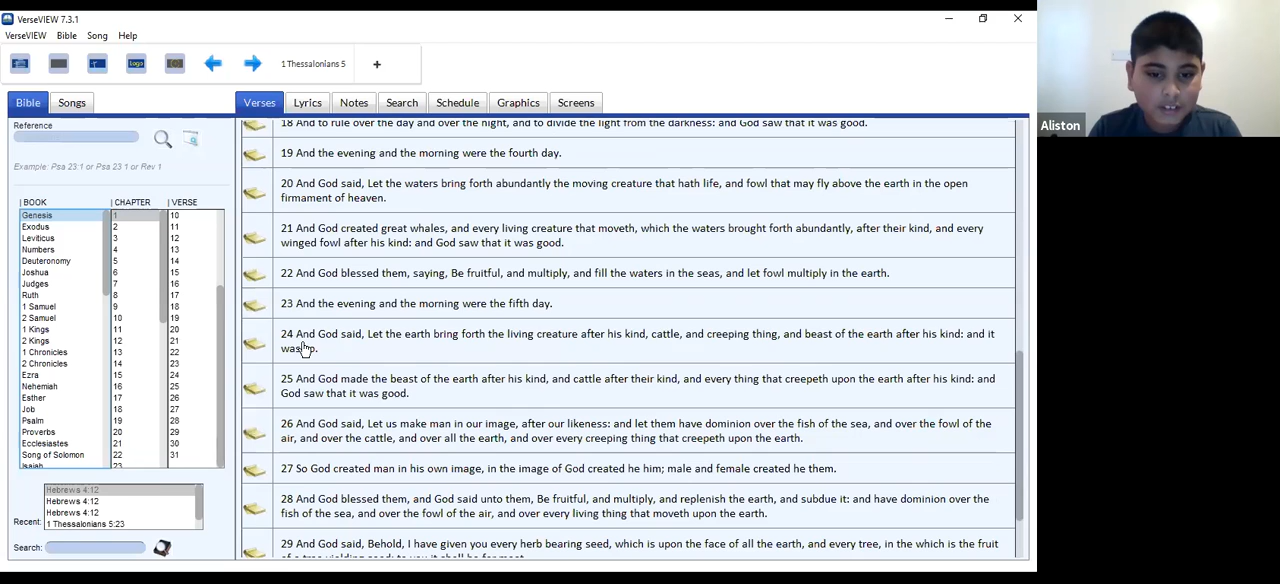 VerseVIEW 7.3.1
VerseVIEW Bible Song Help
LOGO 1 Thessalonians 5 +
Bible Songs Verses Lyrics Notes Search Schedule Graphics Screens
Reference
Example: Psa 23:1 or Psa 23 1 or Rev 1
|BOOK |CHAPTER |VERSE
Genesis 1 10
Exodus 2 11
Leviticus 3 12
Numbers 4 13
Deuteronomy 5 14
Joshua 6 15
Judges 7 16
Ruth 8 17
1 Samuel 9 18
2 Samuel 10 19
1 Kings 11 20
2 Kings 12 21
1 Chronicles 13 22
2 Chronicles 14 23
Ezra 15 24
Nehemiah 16 25
Esther 17 26
Job 18 27
Psalm 19 28
Proverbs 20 29
Ecclesiastes 21 30
Song of Solomon 22 31
Isaiah 23
Recent:
Hebrews 4:12
Hebrews 4:12
Hebrews 4:12
1 Thessalonians 5:23
Search:
18 And to rule over the day and over the night, and to divide the light from the darkness: and God saw that it was good.
19 And the evening and the morning were the fourth day.
20 And God said, Let the waters bring forth abundantly the moving creature that hath life, and fowl that may fly above the earth in the open
firmament of heaven.
21 And God created great whales, and every living creature that moveth, which the waters brought forth abundantly, after their kind, and every
winged fowl after his kind: and God saw that it was good.
22 And God blessed them, saying, Be fruitful, and multiply, and fill the waters in the seas, and let fowl multiply in the earth.
23 And the evening and the morning were the fifth day.
24 And God said, Let the earth bring forth the living creature after his kind, cattle, and creeping thing, and beast of the earth after his kind: and it
was so.
25 And God made the beast of the earth after his kind, and cattle after their kind, and every thing that creepeth upon the earth after his kind: and
God saw that it was good.
26 And God said, Let us make man in our image, after our likeness: and let them have dominion over the fish of the sea, and over the fowl of the
air, and over the cattle, and over all the earth, and over every creeping thing that creepeth upon the earth.
27 So God created man in his own image, in the image of God created he him; male and female created he them.
28 And God blessed them, and God said unto them, Be fruitful, and multiply, and replenish the earth, and subdue it: and have dominion over the
fish of the sea, and over the fowl of the air, and over every living thing that moveth upon the earth.
29 And God said, Behold, I have given you every herb bearing seed, which is upon the face of all the earth, and every tree, in the which is the fruit
of a tree yielding seed; to you it shall be for meat.
Aliston